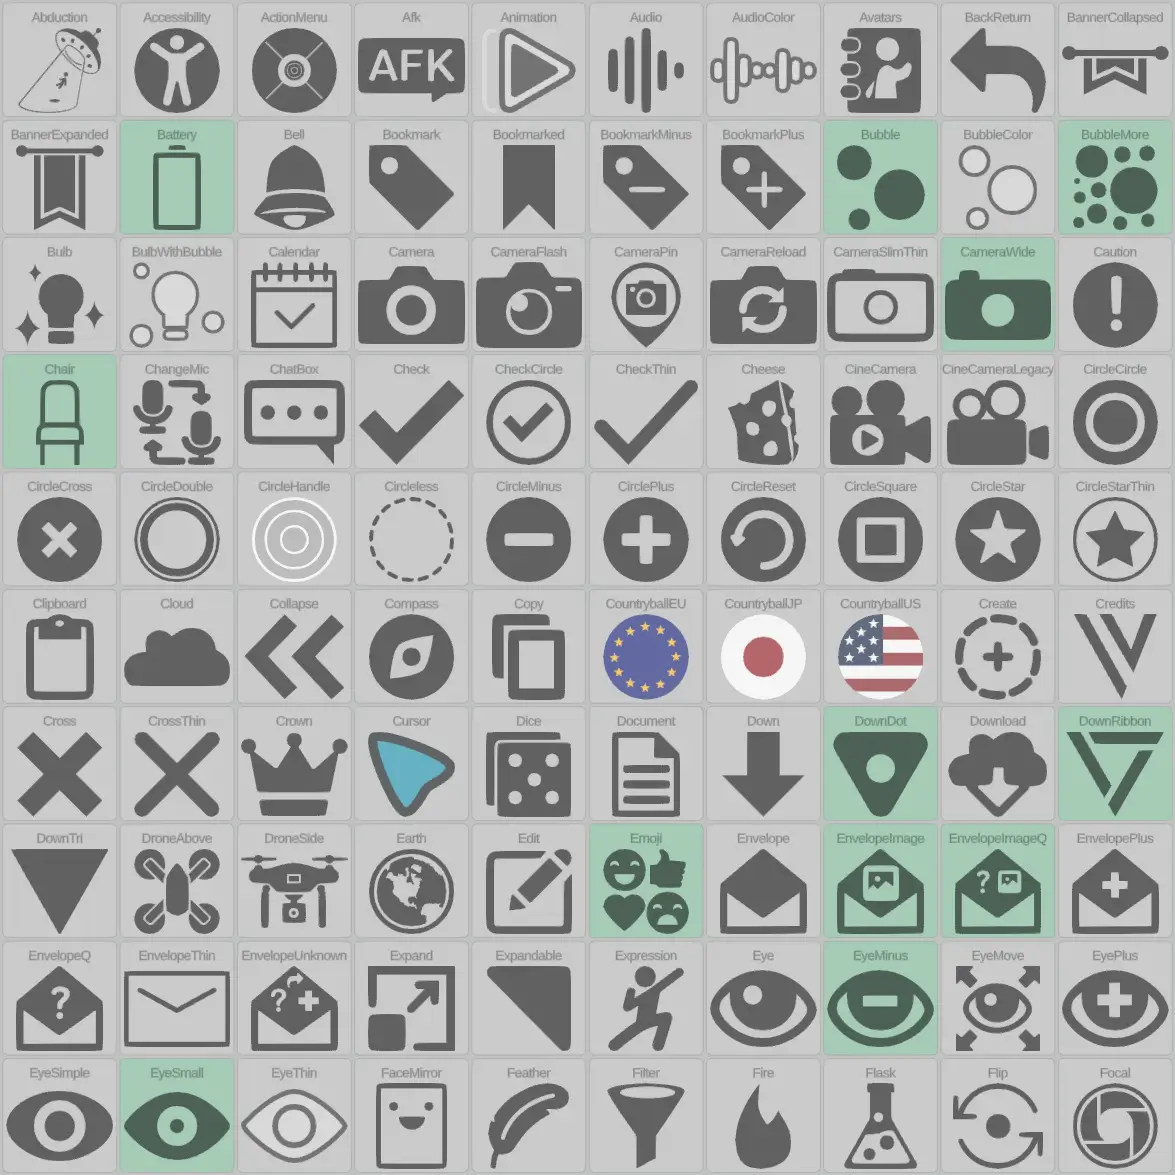 Abduction Accessibility ActionMenu Afk Animation Audio AudioColor Avatars BackReturn BannerCollapsed
AFK
BannerExpanded Battery Bell Bookmark Bookmarked BookmarkMinus BookmarkPlus Bubble BubbleColor BubbleMore
Bulb BulbWithBubble Calendar Camera CameraFlash CameraPin CameraReload CameraSlimThin CameraWide Caution
Chair ChangeMic ChatBox Check CheckCircle CheckThin Cheese CineCamera CineCameraLegacy CircleCircle
CircleCross CircleDouble CircleHandle Circleless CircleMinus CirclePlus CircleReset CircleSquare CircleStar CircleStarThin
Clipboard Cloud Collapse Compass Copy CountryballEU CountryballJP CountryballUS Create Credits
Cross CrossThin Crown Cursor Dice Document Down DownDot Download DownRibbon
DownTri DroneAbove DroneSide Earth Edit Emoji Envelope EnvelopeImage EnvelopeImageQ EnvelopePlus
?
EnvelopeQ EnvelopeThin EnvelopeUnknown Expand Expandable Expression Eye EyeMinus EyeMove EyePlus
? ?
EyeSimple EyeSmall EyeThin FaceMirror Feather Filter Fire Flask Flip Focal